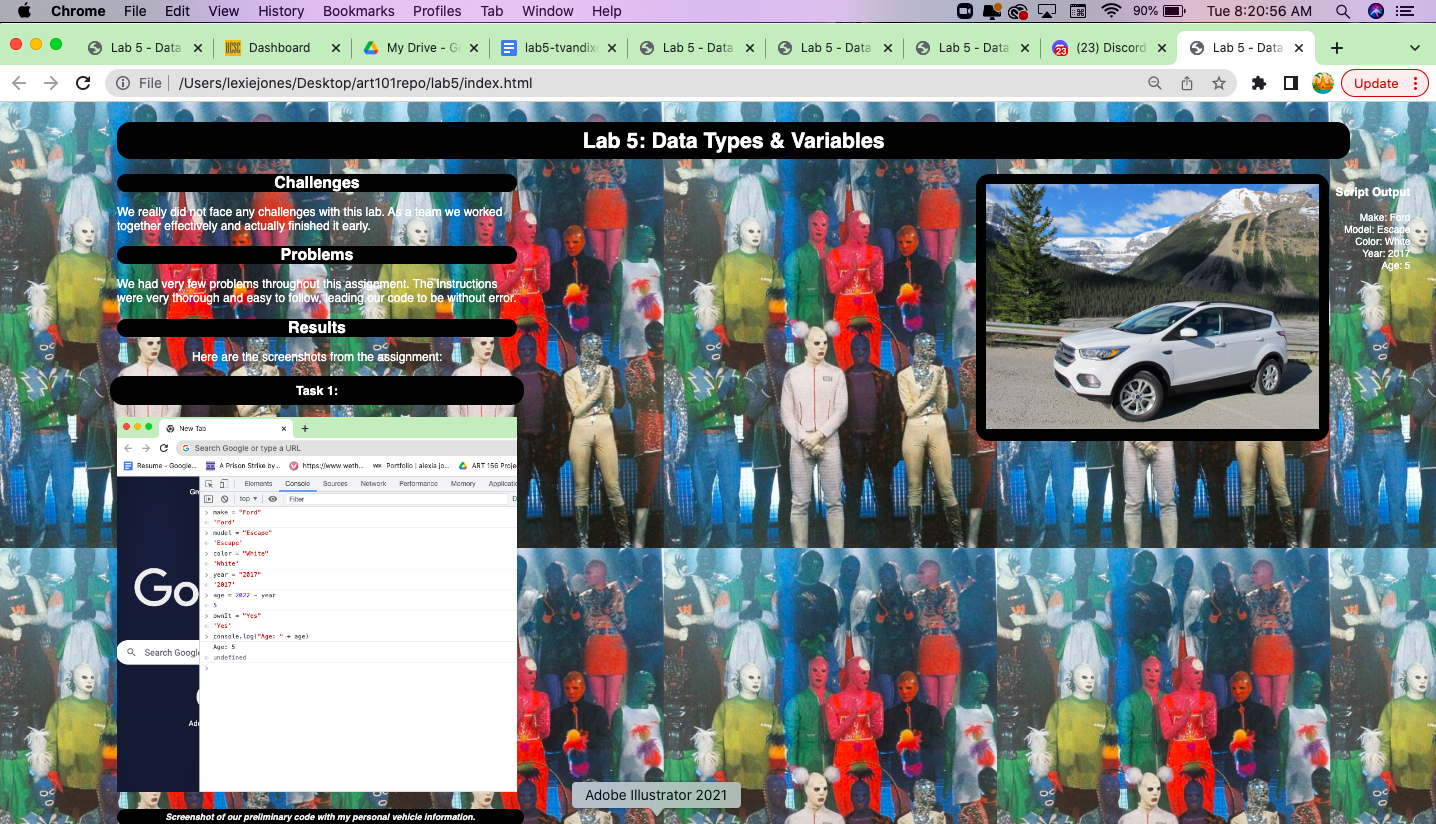 Chrome File Edit View History Bookmarks Profiles Tab Window Help 90% Tue 8:20:56 AM
Lab 5 - Data UCSC Dashboard My Drive - G lab5-tvandix Lab 5 - Data Lab 5 - Data Lab 5 - Data 23 (23) Discord Lab 5 - Data
File /Users/lexiejones/Desktop/art101repo/lab5/index.html Update
Lab 5: Data Types & Variables
Challenges
We really did not face any challenges with this lab. As a team we worked
together effectively and actually finished it early.
Problems
We had very few problems throughout this assignment. The instructions
were very thorough and easy to follow, leading our code to be without error.
Results
Here are the screenshots from the assignment:
Task 1:
New Tab
Search Google or type a URL
Resume - Google... A Prison Strike by... https://www.weth... Portfolio | alexia jo... ART 156 Proje
Elements Console Sources Network Performance Memory Applicatio
top Filter D
make = "Ford"
'Ford'
model = "Escape"
'Escape'
color = "White"
'White'
year = "2017"
'2017'
age = 2022 - year
5
ownIt = "Yes"
'Yes'
console.log("Age: " + age)
Age: 5
undefined
Gm
Go
Search Google
Add
Screenshot of our preliminary code with my personal vehicle information.
Script Output
Make: Ford
Model: Escape
Color: White
Year: 2017
Age: 5
Adobe Illustrator 2021